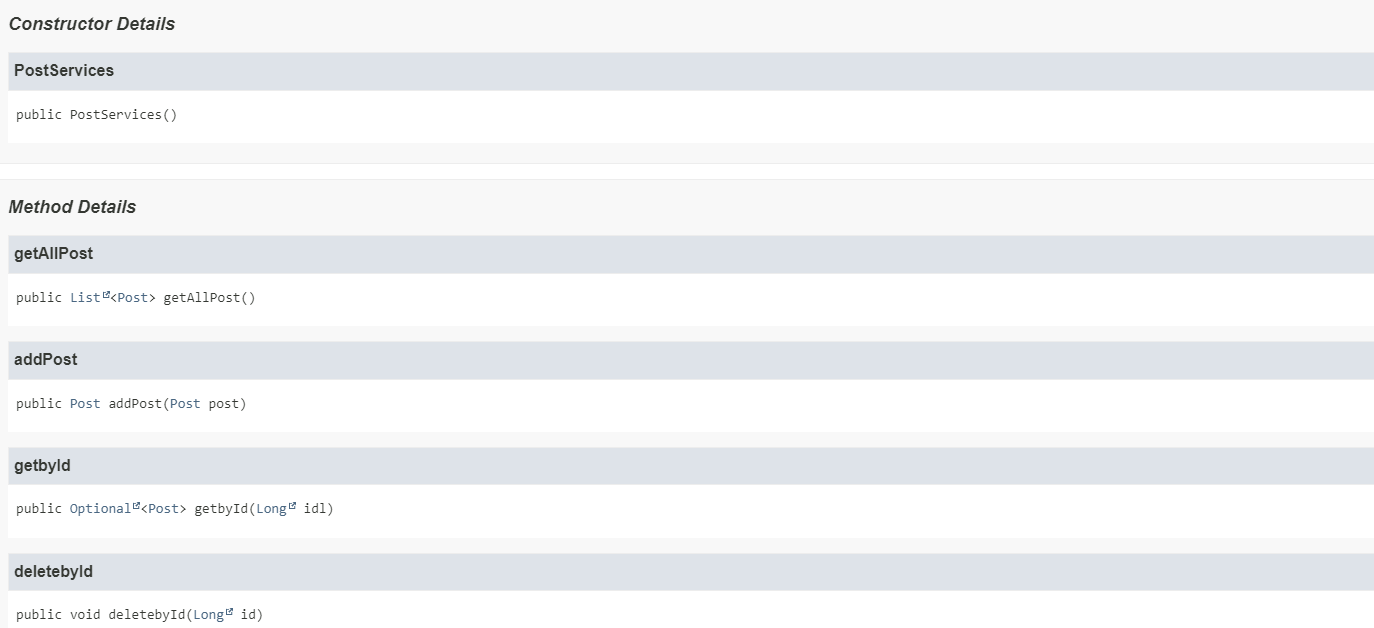 Constructor Details
PostServices
public PostServices()
Method Details
getAllPost
public List<Post> getAllPost()
addPost
public Post addPost(Post post)
getbyId
public Optional<Post> getbyId(Long idl)
deletebyId
public void deletebyId(Long id)